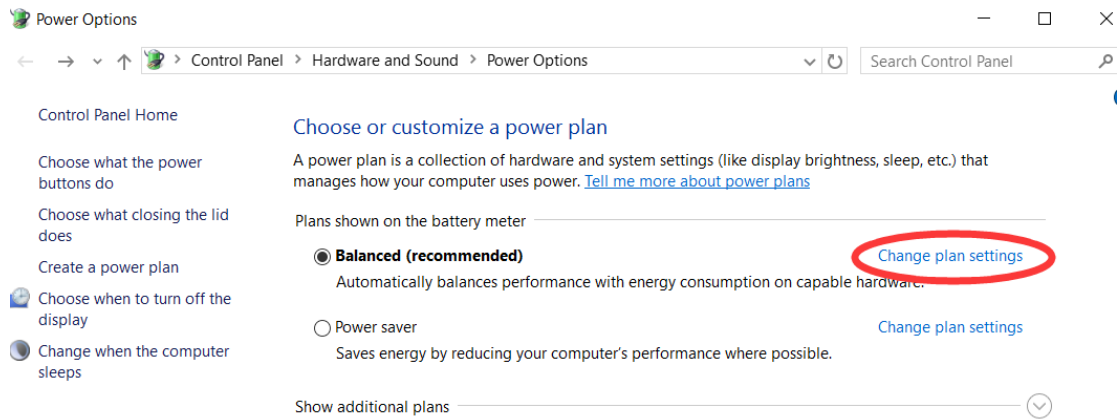 Power Options
Control Panel > Hardware and Sound > Power Options
Search Control Panel
Control Panel Home
Choose what the power
buttons do
Choose what closing the lid
does
Create a power plan
Choose when to turn off the
display
Change when the computer
sleeps
Choose or customize a power plan
A power plan is a collection of hardware and system settings (like display brightness, sleep, etc.) that
manages how your computer uses power. Tell me more about power plans
Plans shown on the battery meter
Balanced (recommended)
Change plan settings
Automatically balances performance with energy consumption on capable hardware.
Power saver
Change plan settings
Saves energy by reducing your computer's performance where possible.
Show additional plans